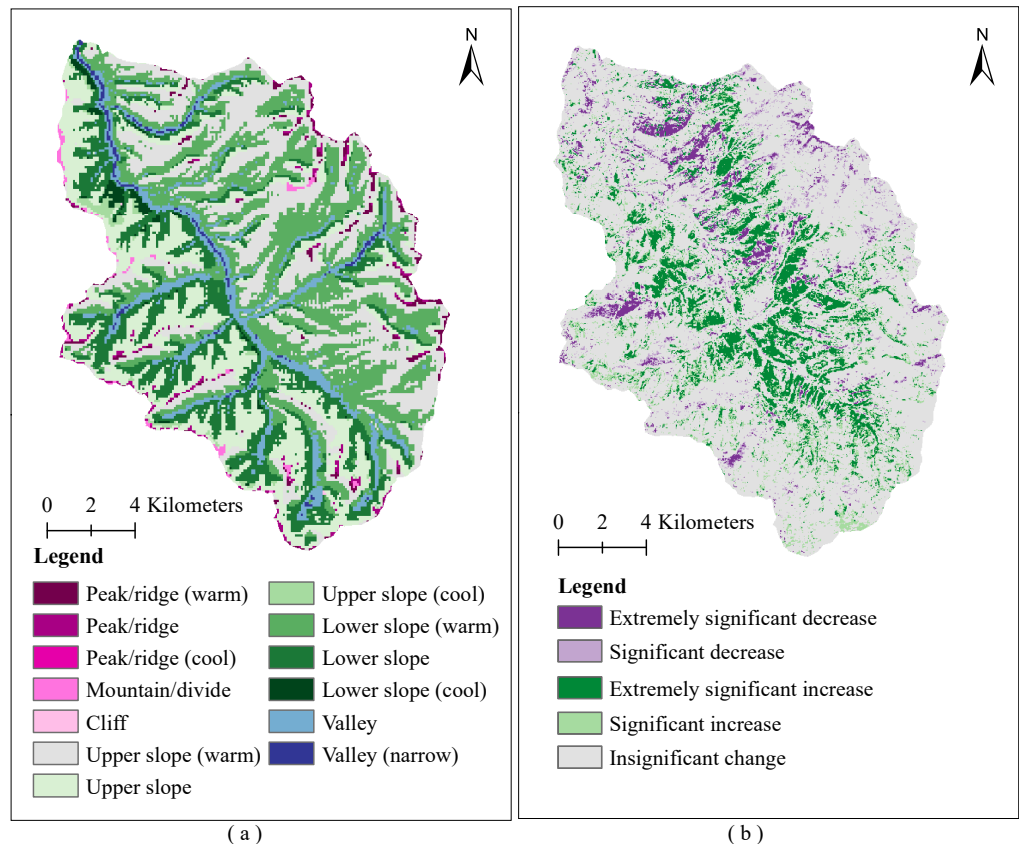 N
0 2 4 Kilometers
Legend
Peak/ridge (warm)
Peak/ridge
Peak/ridge (cool)
Mountain/divide
Cliff
Upper slope (warm)
Upper slope
Upper slope (cool)
Lower slope (warm)
Lower slope
Lower slope (cool)
Valley
Valley (narrow)
( a )
N
0 2 4 Kilometers
Legend
Extremely significant decrease
Significant decrease
Extremely significant increase
Significant increase
Insignificant change
( b )